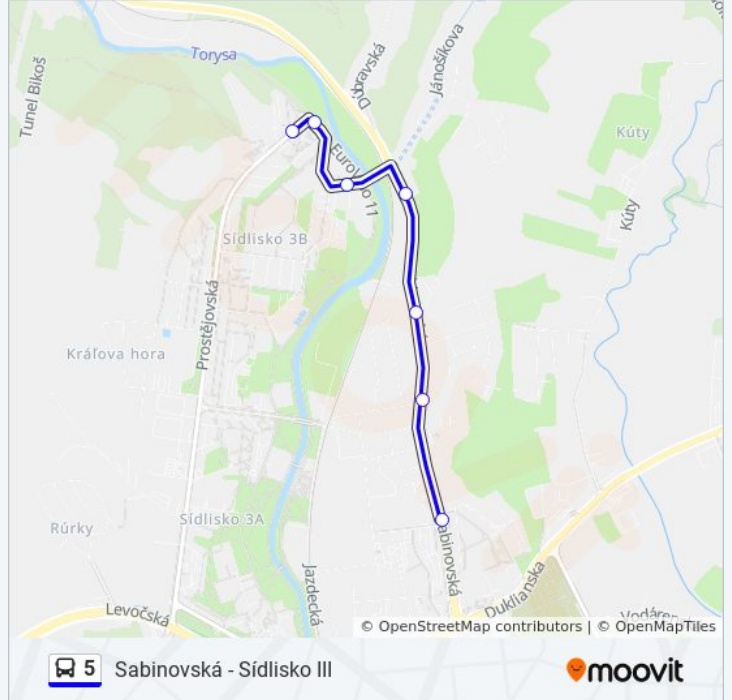 Torysa
Tunel Bikoš
Dúbravská
Jánošíkova
Kúty
Eurovelo 11
Kúty
Sídlisko 3B
Prostějovská
Kráľova hora
Sídlisko 3A
Rúrky
Sabinovská
Jazdecká
Duklianska
Levočská
© OpenStreetMap contributors | © OpenMapTiles
5 Sabinovská - Sídlisko III
moovit